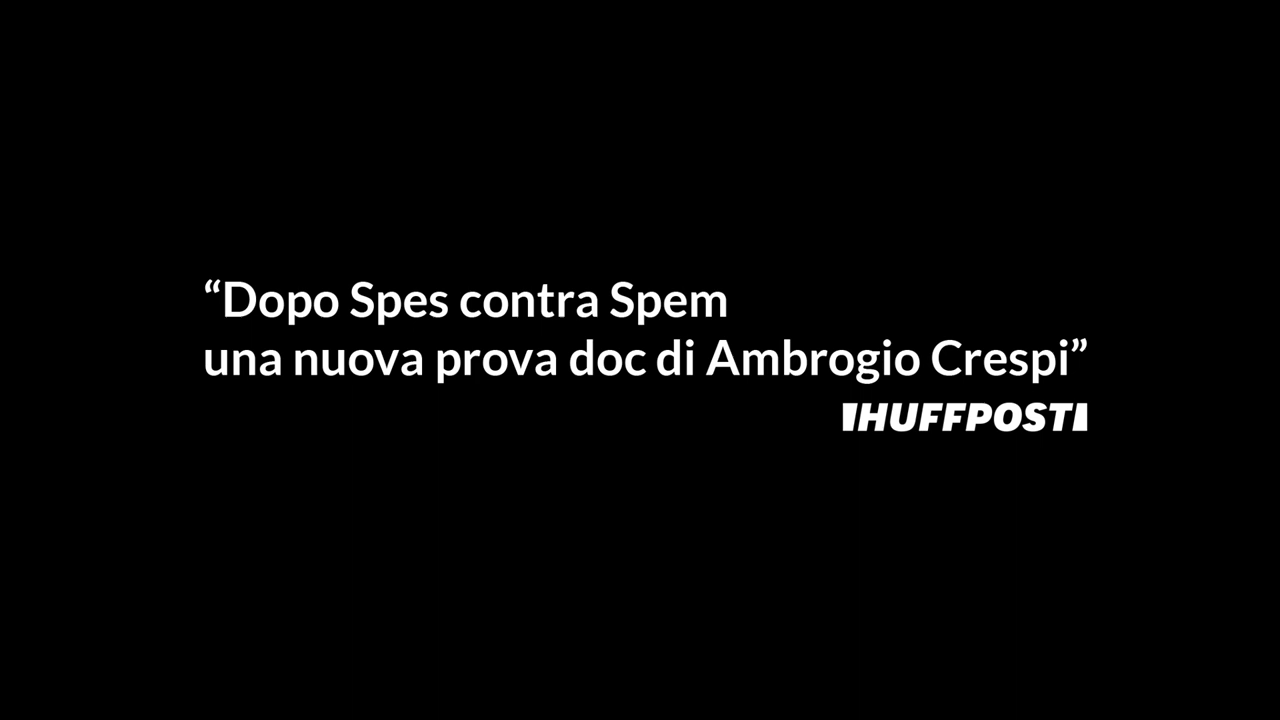 “Dopo Spes contra Spem
una nuova prova doc di Ambrogio Crespi”
HUFFPOST